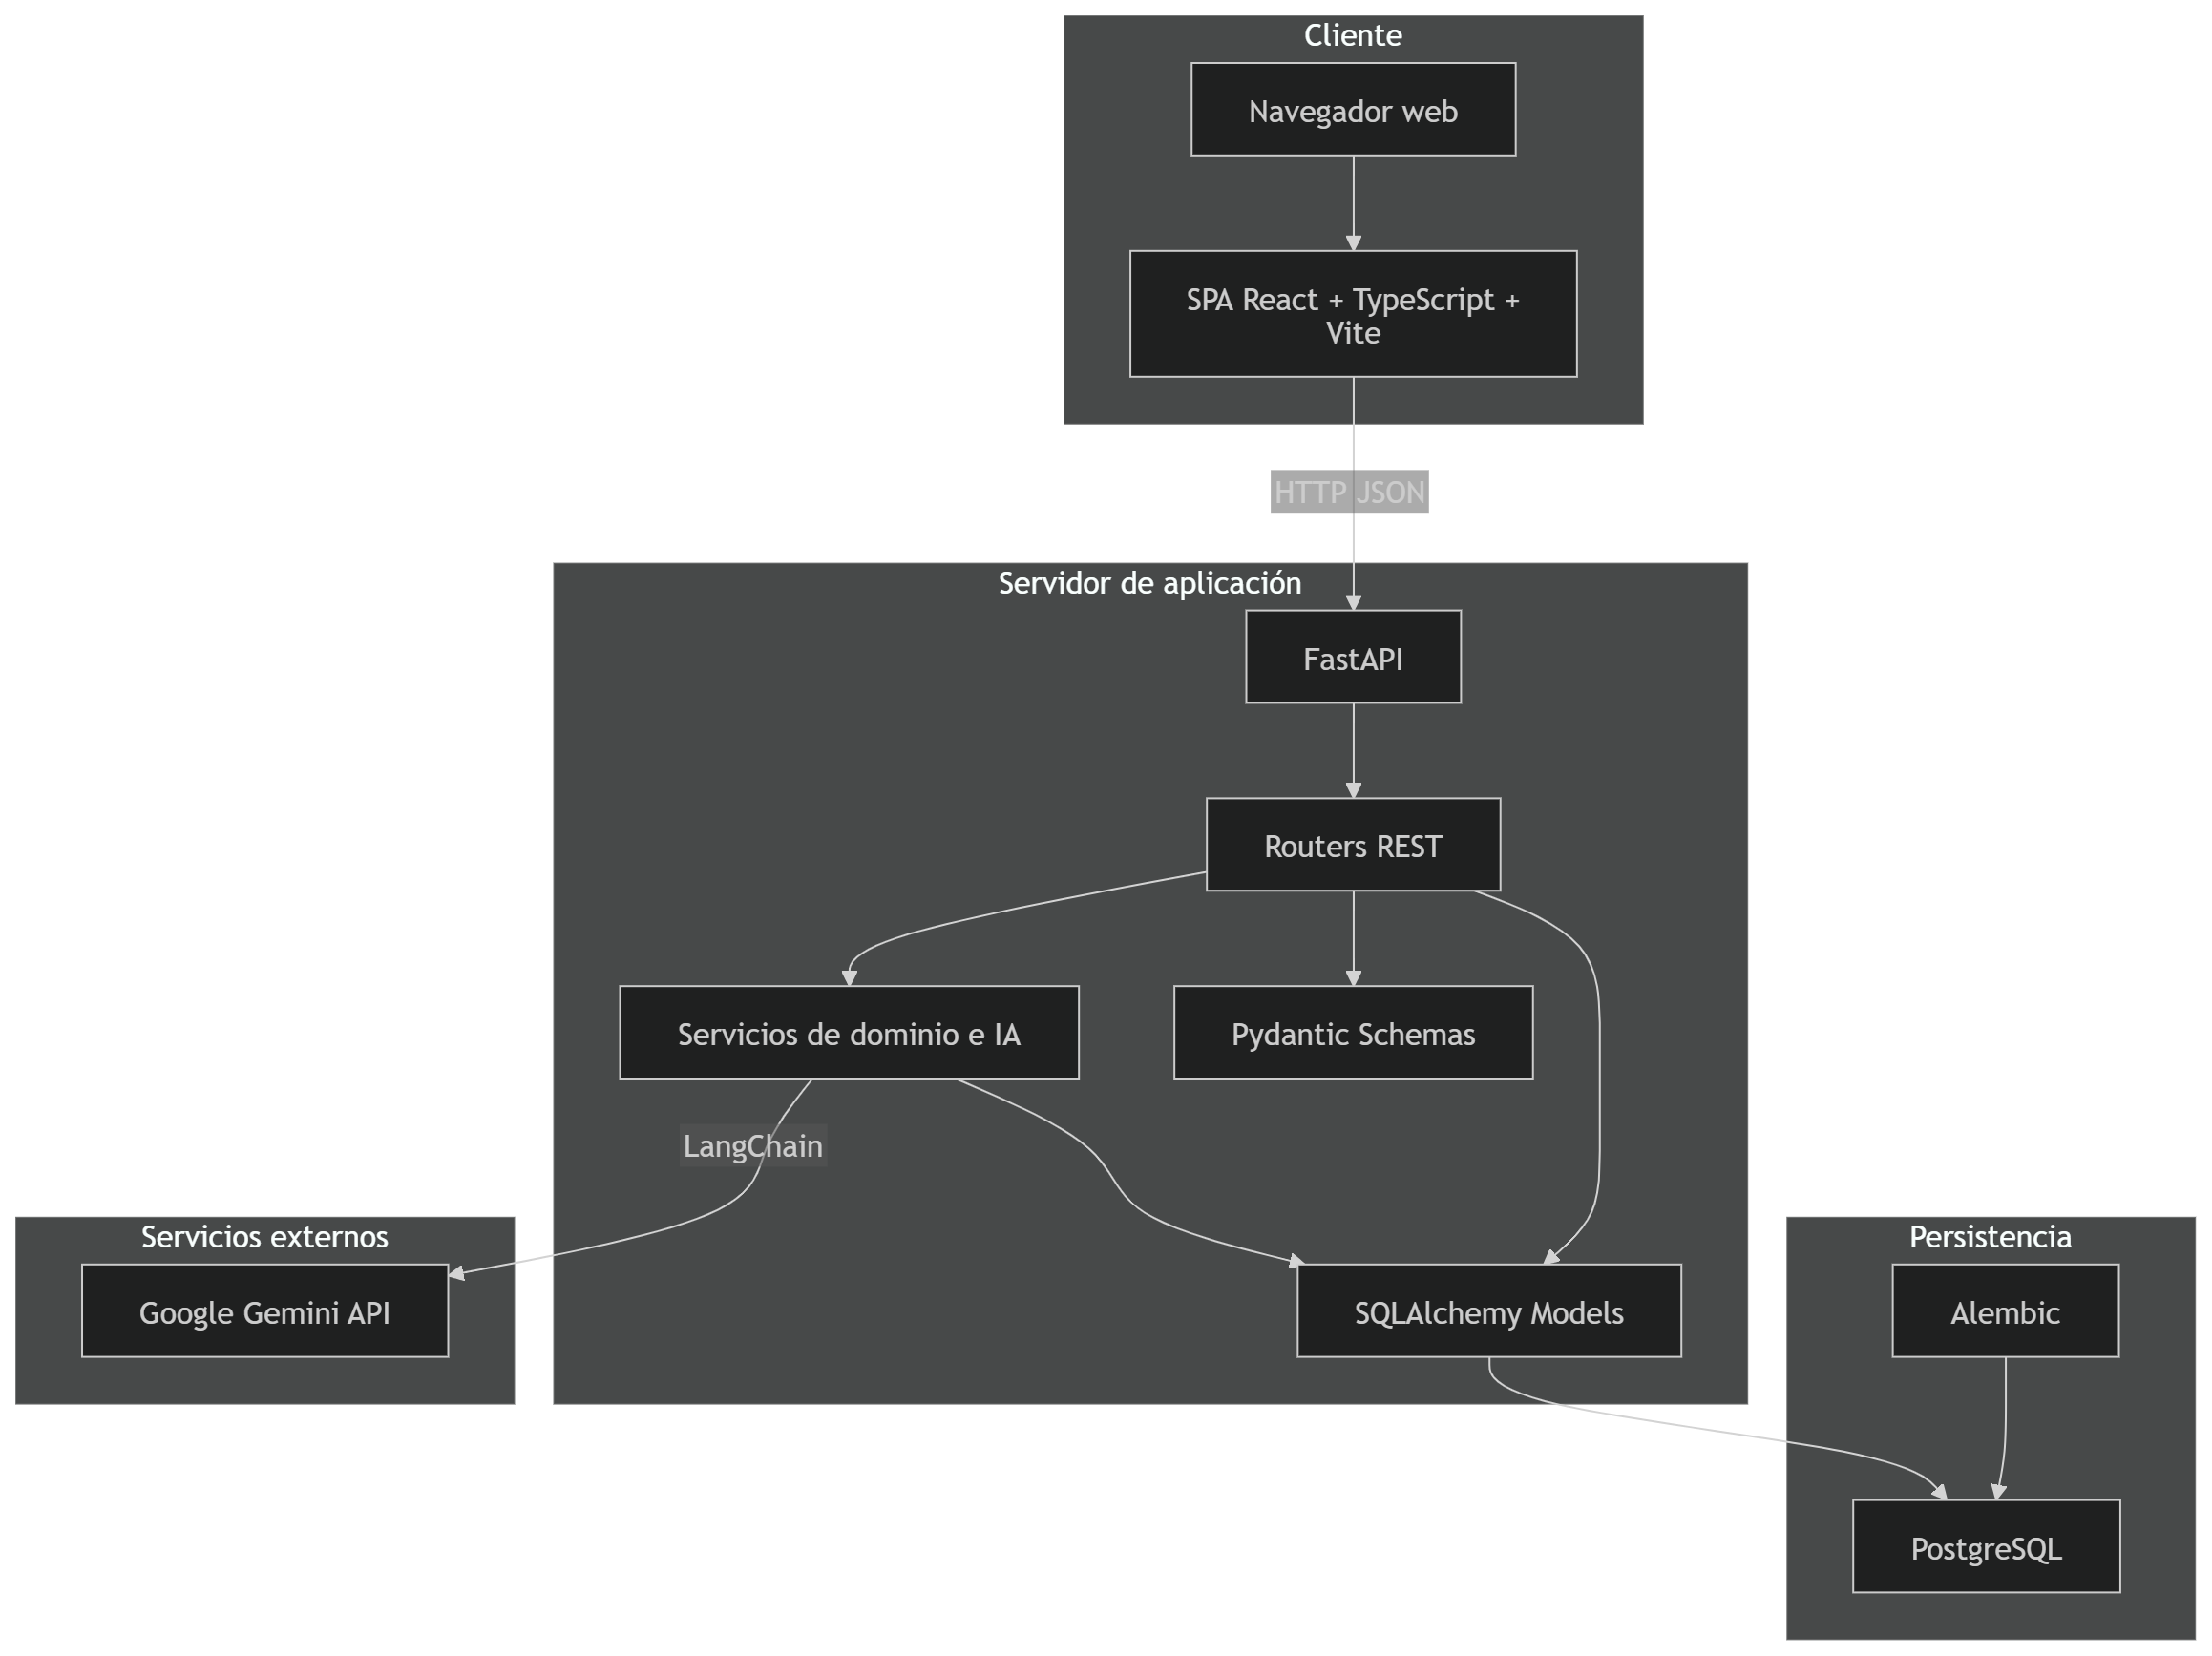 Cliente
Navegador web
SPA React + TypeScript +
Vite
HTTP JSON
Servidor de aplicación
FastAPI
Routers REST
Servicios de dominio e IA
Pydantic Schemas
LangChain
Servicios externos
Google Gemini API
SQLAlchemy Models
Persistencia
Alembic
PostgreSQL